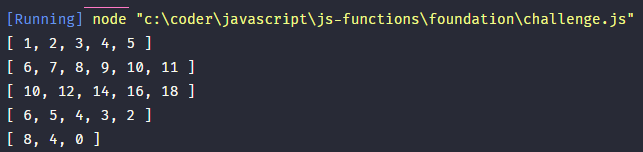 [Running] node "c:\coder\javascript\js-functions\foundation\challenge.js"
[ 1, 2, 3, 4, 5 ]
[ 6, 7, 8, 9, 10, 11 ]
[ 10, 12, 14, 16, 18 ]
[ 6, 5, 4, 3, 2 ]
[ 8, 4, 0 ]